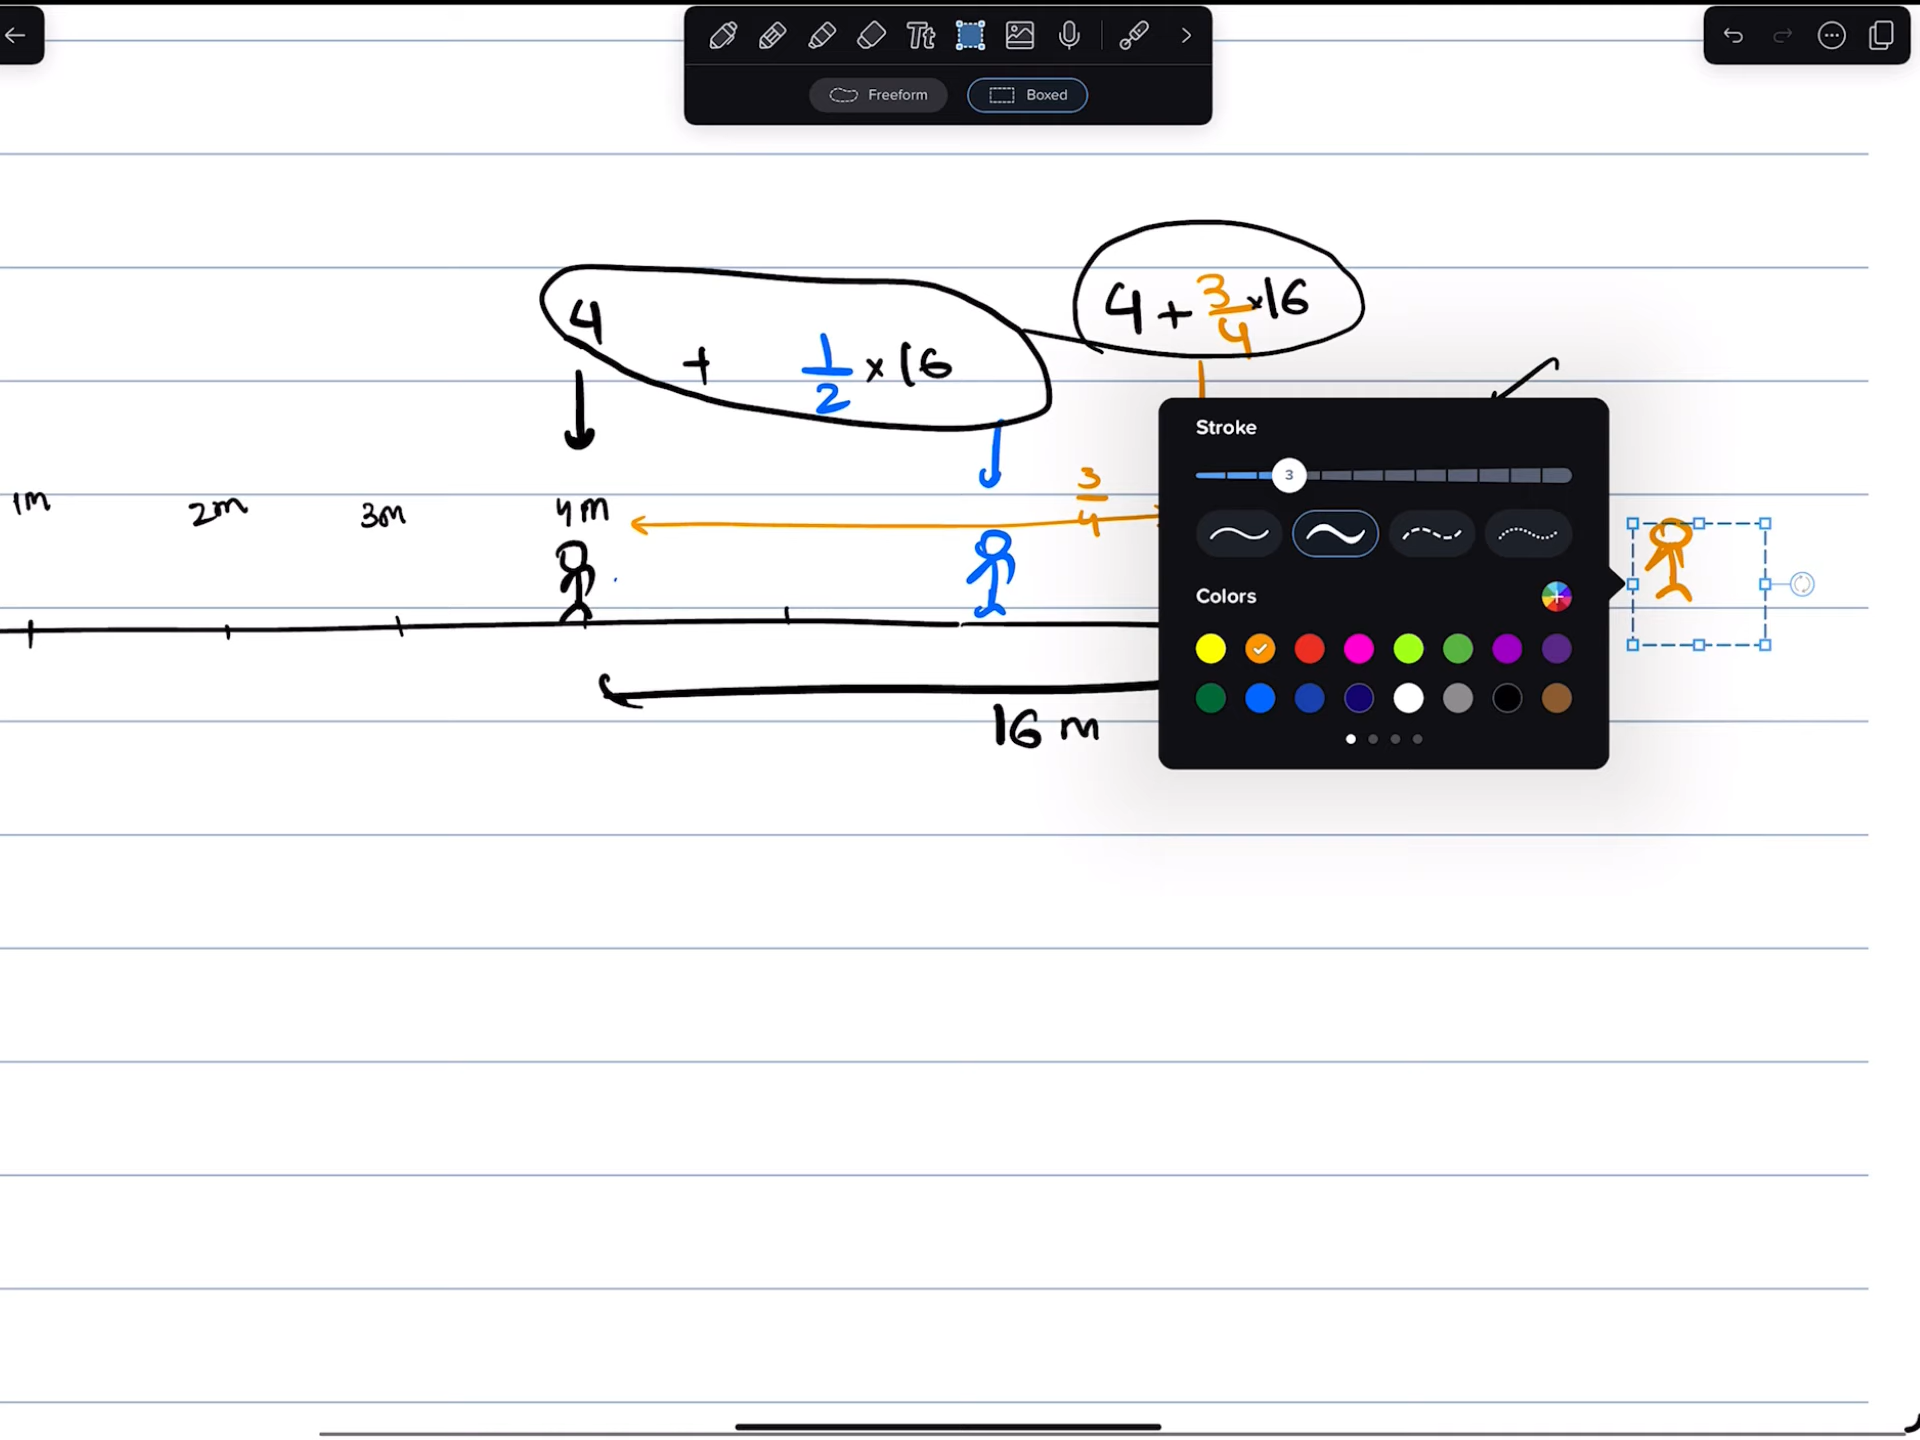 Tt
Freeform
Boxed
4 + 3/4 × 16
4 + 1/2 × 16
Stroke
3
1m 2m 3m 4m
3/4
Colors
16 m